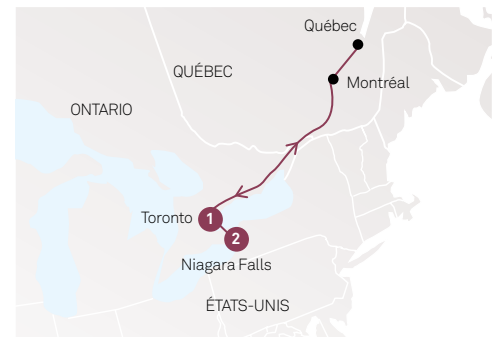 Québec
QUÉBEC
Montréal
ONTARIO
Toronto 1
2
Niagara Falls
ÉTATS-UNIS